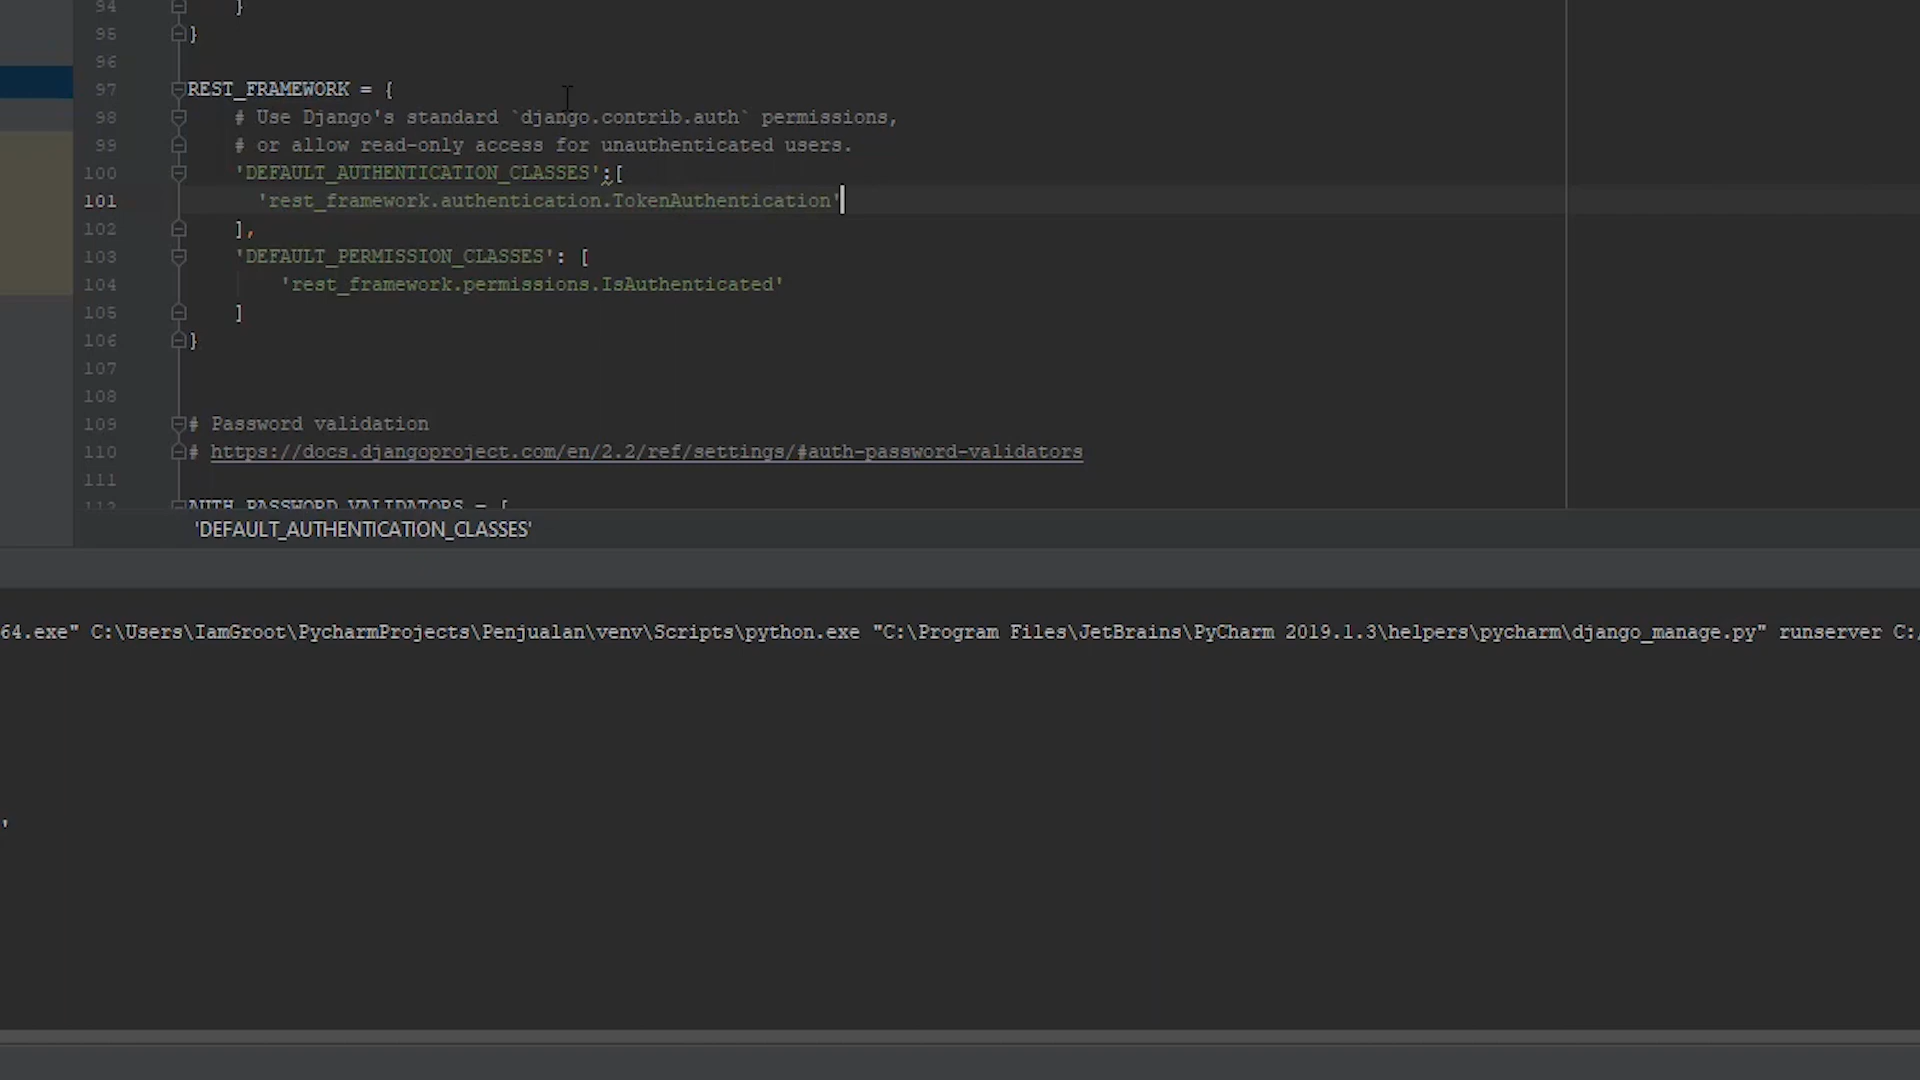 94 }
95 }
96
97 REST_FRAMEWORK = {
98 # Use Django's standard `django.contrib.auth` permissions,
99 # or allow read-only access for unauthenticated users.
100 'DEFAULT_AUTHENTICATION_CLASSES':[
101 'rest_framework.authentication.TokenAuthentication'
102 ],
103 'DEFAULT_PERMISSION_CLASSES': [
104 'rest_framework.permissions.IsAuthenticated'
105 ]
106 }
107
108
109 # Password validation
110 # https://docs.djangoproject.com/en/2.2/ref/settings/#auth-password-validators
111
112 AUTH_PASSWORD_VALIDATORS = [
'DEFAULT_AUTHENTICATION_CLASSES'
64.exe" C:\Users\IamGroot\PycharmProjects\Penjualan\venv\Scripts\python.exe "C:\Program Files\JetBrains\PyCharm 2019.1.3\helpers\pycharm\django_manage.py" runserver C:/
'